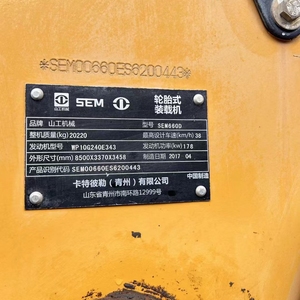 *SEM00660ES6200443*
山工机械 SEM 轮胎式装载机
品牌 山工机械 型号 SEM660D
整机质量(kg) 20220 最高设计车速(km/h) 38
发动机型号 WP10G240E343 发动机功率(kw) 178
外形尺寸(mm) 8500X3370X3458 制造日期 2017 04
产品识别代码 SEM00660ES6200443
中国制造
卡特彼勒（青州）有限公司
山东省青州市南环路12999号